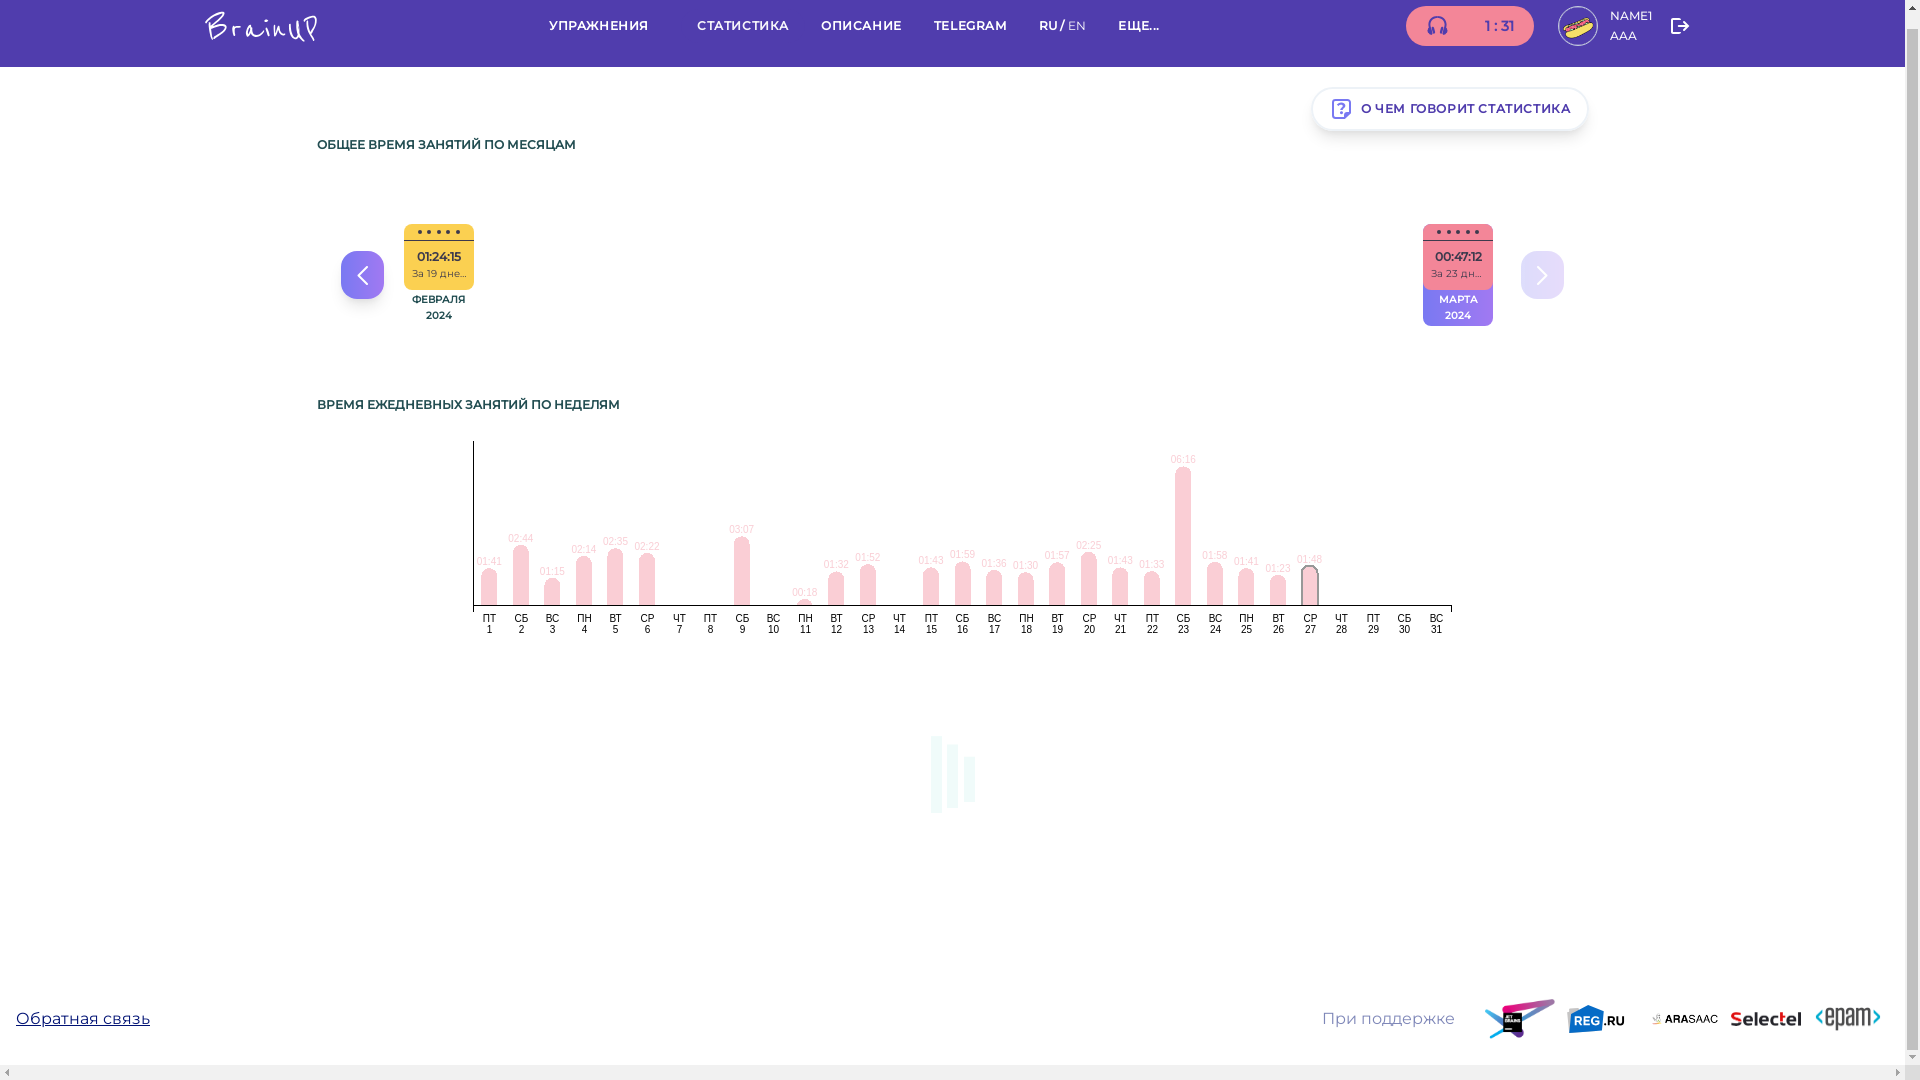 BrainUP
УПРАЖНЕНИЯ СТАТИСТИКА ОПИСАНИЕ TELEGRAM RU / EN ЕЩЕ... 1 : 31 NAME1
AAA
О ЧЕМ ГОВОРИТ СТАТИСТИКА
ОБЩЕЕ ВРЕМЯ ЗАНЯТИЙ ПО МЕСЯЦАМ
01:24:15
За 19 дне...
ФЕВРАЛЯ
2024
00:47:12
За 23 дн...
МАРТА
2024
ВРЕМЯ ЕЖЕДНЕВНЫХ ЗАНЯТИЙ ПО НЕДЕЛЯМ
01:41 02:44 01:15 02:14 02:35 02:22 03:07 00:18 01:32 01:52 01:43 01:59 01:36 01:30 01:57 02:25 01:43 01:33 06:16 01:58 01:41 01:23 01:48
ПТ СБ ВС ПН ВТ СР ЧТ ПТ СБ ВС ПН ВТ СР ЧТ ПТ СБ ВС ПН ВТ СР ЧТ ПТ СБ ВС ПН ВТ СР ЧТ ПТ СБ ВС
1 2 3 4 5 6 7 8 9 10 11 12 13 14 15 16 17 18 19 20 21 22 23 24 25 26 27 28 29 30 31
Обратная связь
При поддержке JET BRAINS REG.RU ARASAAC Selectel <epam>